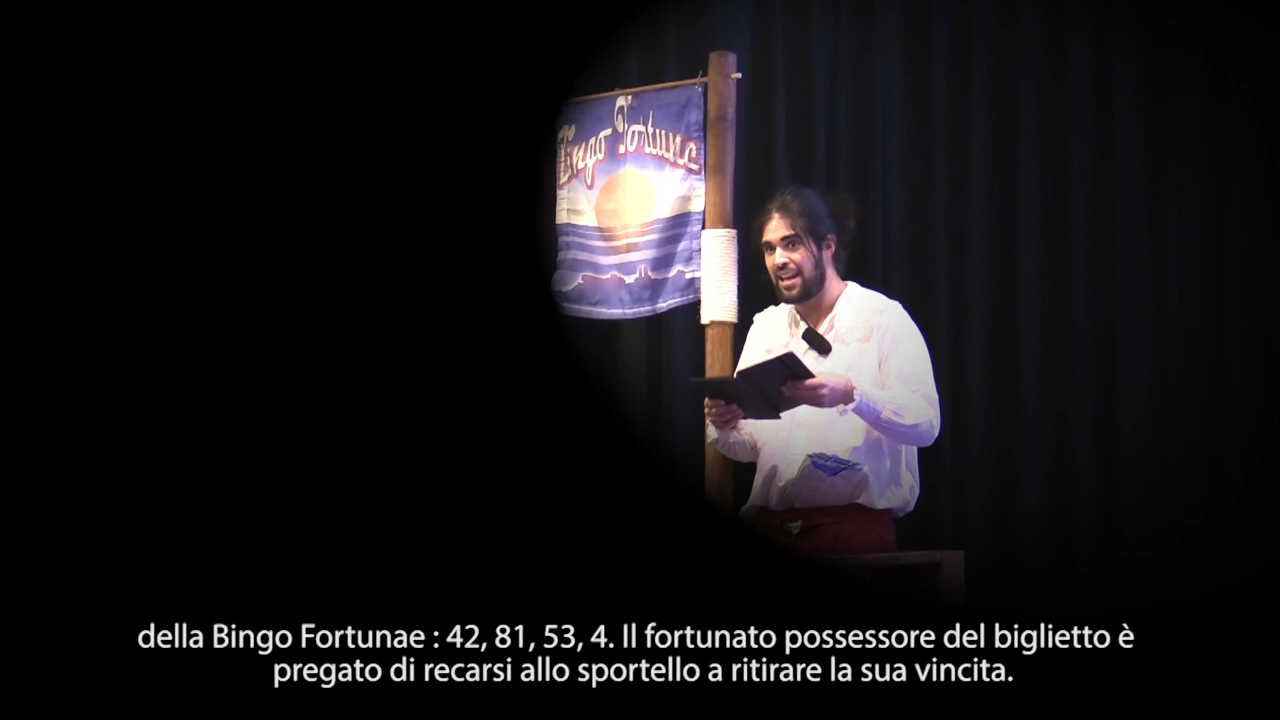 Bingo Fortunae
della Bingo Fortunae : 42, 81, 53, 4. Il fortunato possessore del biglietto è
pregato di recarsi allo sportello a ritirare la sua vincita.